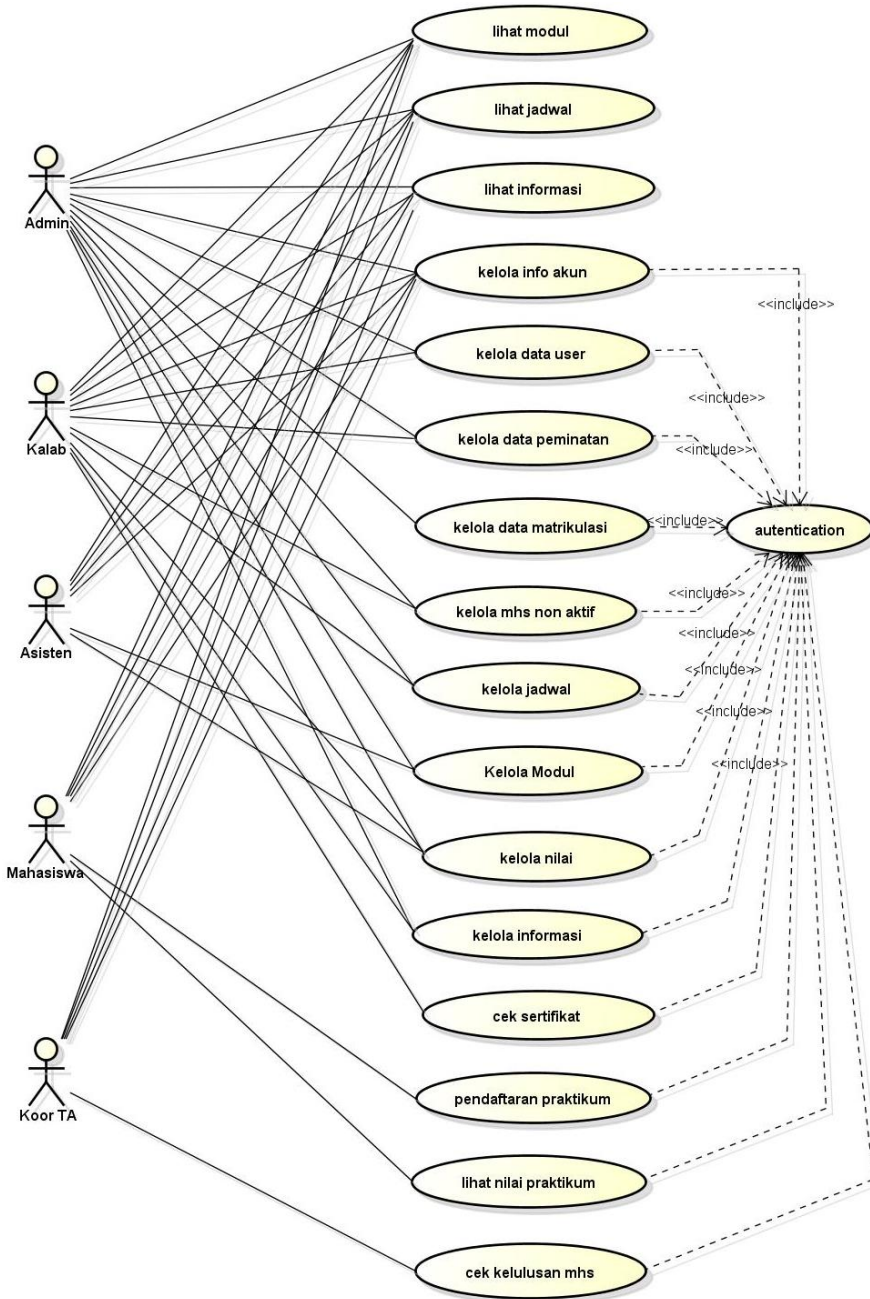 lihat modul
lihat jadwal
Admin
lihat informasi
kelola info akun
<<include>>
kelola data user
<<include>>
Kalab
kelola data peminatan
<<include>>
kelola data matrikulasi
<<include>>
autentication
kelola mhs non aktif
<<include>>
Asisten
<<include>>
kelola jadwal
<<include>>
<<include>>
Kelola Modul
<<include>>
kelola nilai
Mahasiswa
kelola informasi
cek sertifikat
pendaftaran praktikum
Koor TA
lihat nilai praktikum
cek kelulusan mhs